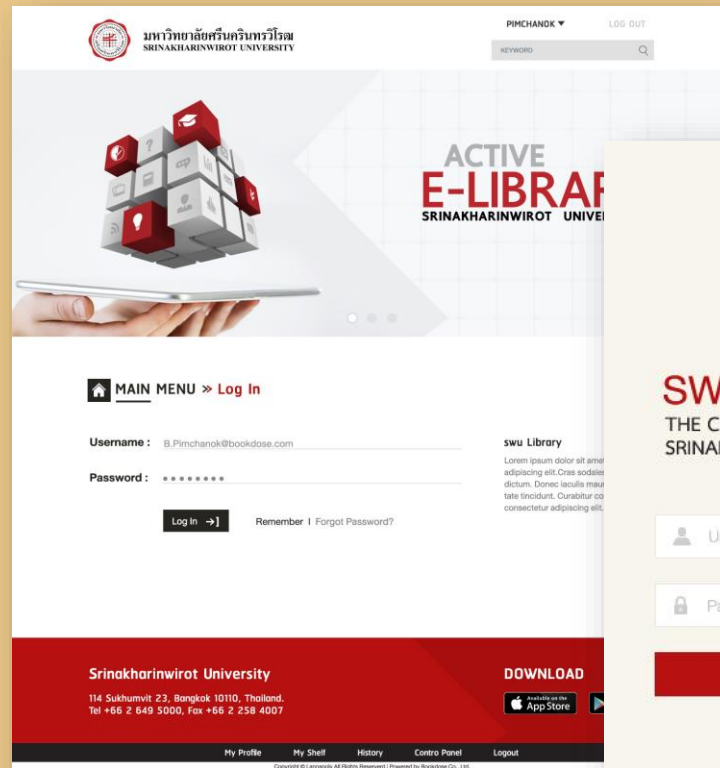 มหาวิทยาลัยศรีนครินทรวิโรฒ
SRINAKHARINWIROT UNIVERSITY
PIMCHANOK ▼ LOG OUT
KEYWORD
ACTIVE
E-LIBRAR
SRINAKHARINWIROT UNIVER
SW
THE C
SRINA
U
Pa
MAIN MENU » Log In
Username : B.Pimchanok@bookdose.com
Password : ••••••••
Log In
Remember I Forgot Password?
swu Library
Lorem ipsum dolor sit amet
adipiscing elit.Cras sodales
dictum. Donec iaculis maur
tate tincidunt. Curabitur co
consectetur adipiscing elit.
Srinakharinwirot University
114 Sukhumvit 23, Bangkok 10110, Thailand.
Tel +66 2 649 5000, Fax +66 2 258 4007
DOWNLOAD
Available on the
App Store
My Profile My Shelf History Contro Panel Logout